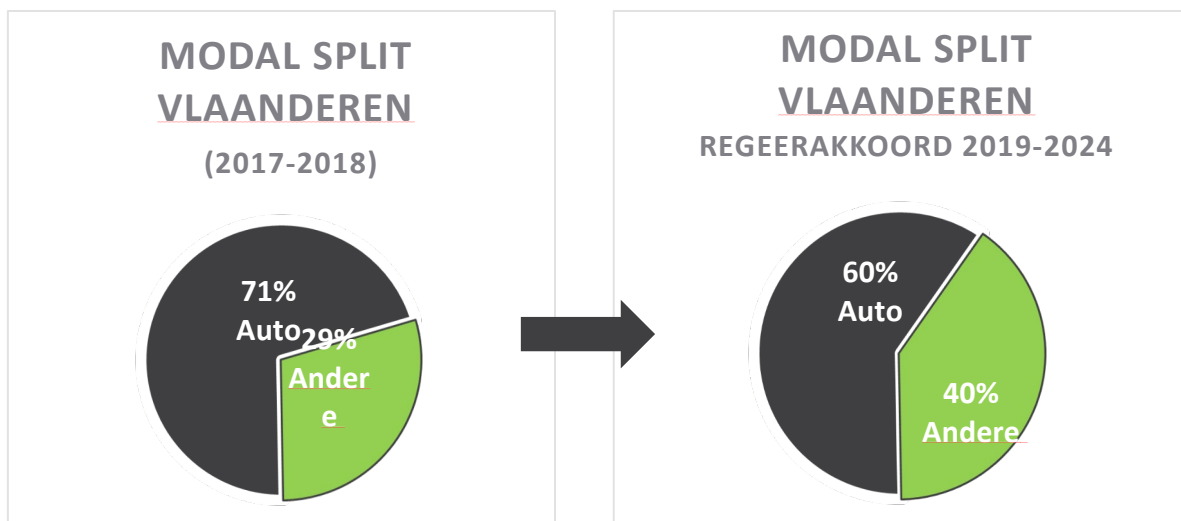 MODAL SPLIT
VLAANDEREN
(2017-2018)
71%
Auto
29%
Ander
e
MODAL SPLIT
VLAANDEREN
REGEERAKKOORD 2019-2024
60%
Auto
40%
Andere